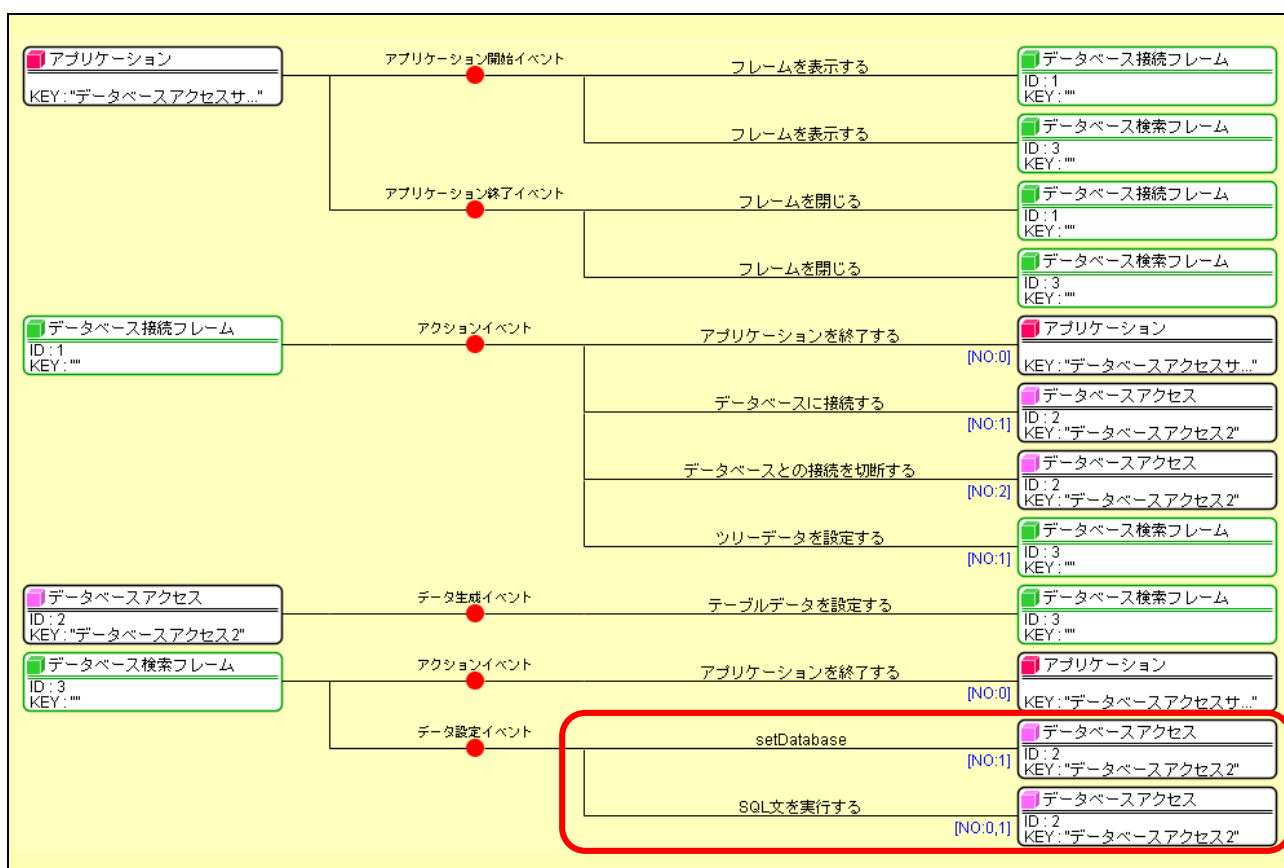 アプリケーション
KEY : "データベースアクセスサ..."
アプリケーション開始イベント
フレームを表示する
データベース接続フレーム
ID : 1
KEY : ""
フレームを表示する
データベース検索フレーム
ID : 3
KEY : ""
アプリケーション終了イベント
フレームを閉じる
データベース接続フレーム
ID : 1
KEY : ""
フレームを閉じる
データベース検索フレーム
ID : 3
KEY : ""
データベース接続フレーム
ID : 1
KEY : ""
アクションイベント
アプリケーションを終了する
[NO:0]
アプリケーション
KEY : "データベースアクセスサ..."
データベースに接続する
[NO:1]
データベースアクセス
ID : 2
KEY : "データベースアクセス2"
データベースとの接続を切断する
[NO:2]
データベースアクセス
ID : 2
KEY : "データベースアクセス2"
ツリーデータを設定する
[NO:1]
データベース検索フレーム
ID : 3
KEY : ""
データベースアクセス
ID : 2
KEY : "データベースアクセス2"
データ生成イベント
テーブルデータを設定する
データベース検索フレーム
ID : 3
KEY : ""
データベース検索フレーム
ID : 3
KEY : ""
アクションイベント
アプリケーションを終了する
[NO:0]
アプリケーション
KEY : "データベースアクセスサ..."
データ設定イベント
setDatabase
[NO:1]
データベースアクセス
ID : 2
KEY : "データベースアクセス2"
SQL文を実行する
[NO:0,1]
データベースアクセス
ID : 2
KEY : "データベースアクセス2"